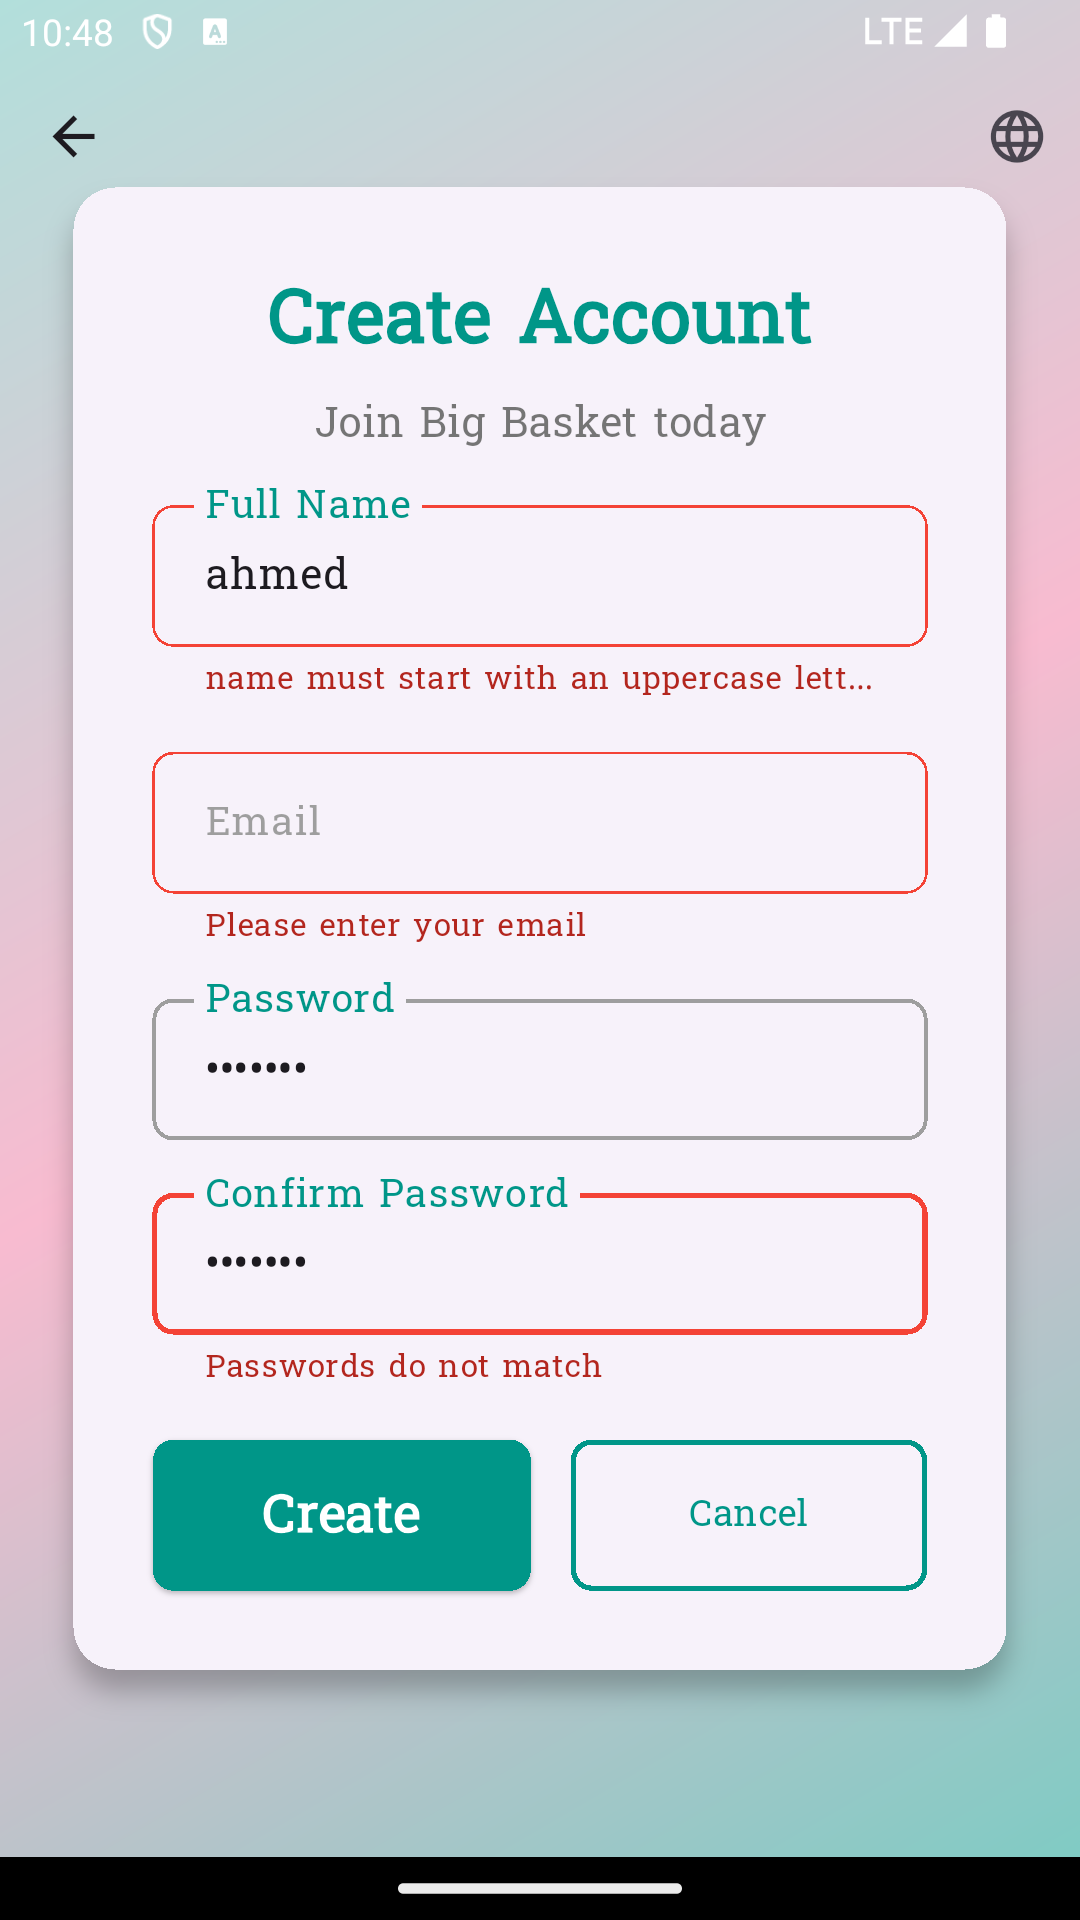 10:48
LTE
Create Account
Join Big Basket today
Full Name
ahmed
name must start with an uppercase lett...
Email
Please enter your email
Password
•••••••
Confirm Password
•••••••
Passwords do not match
Create
Cancel